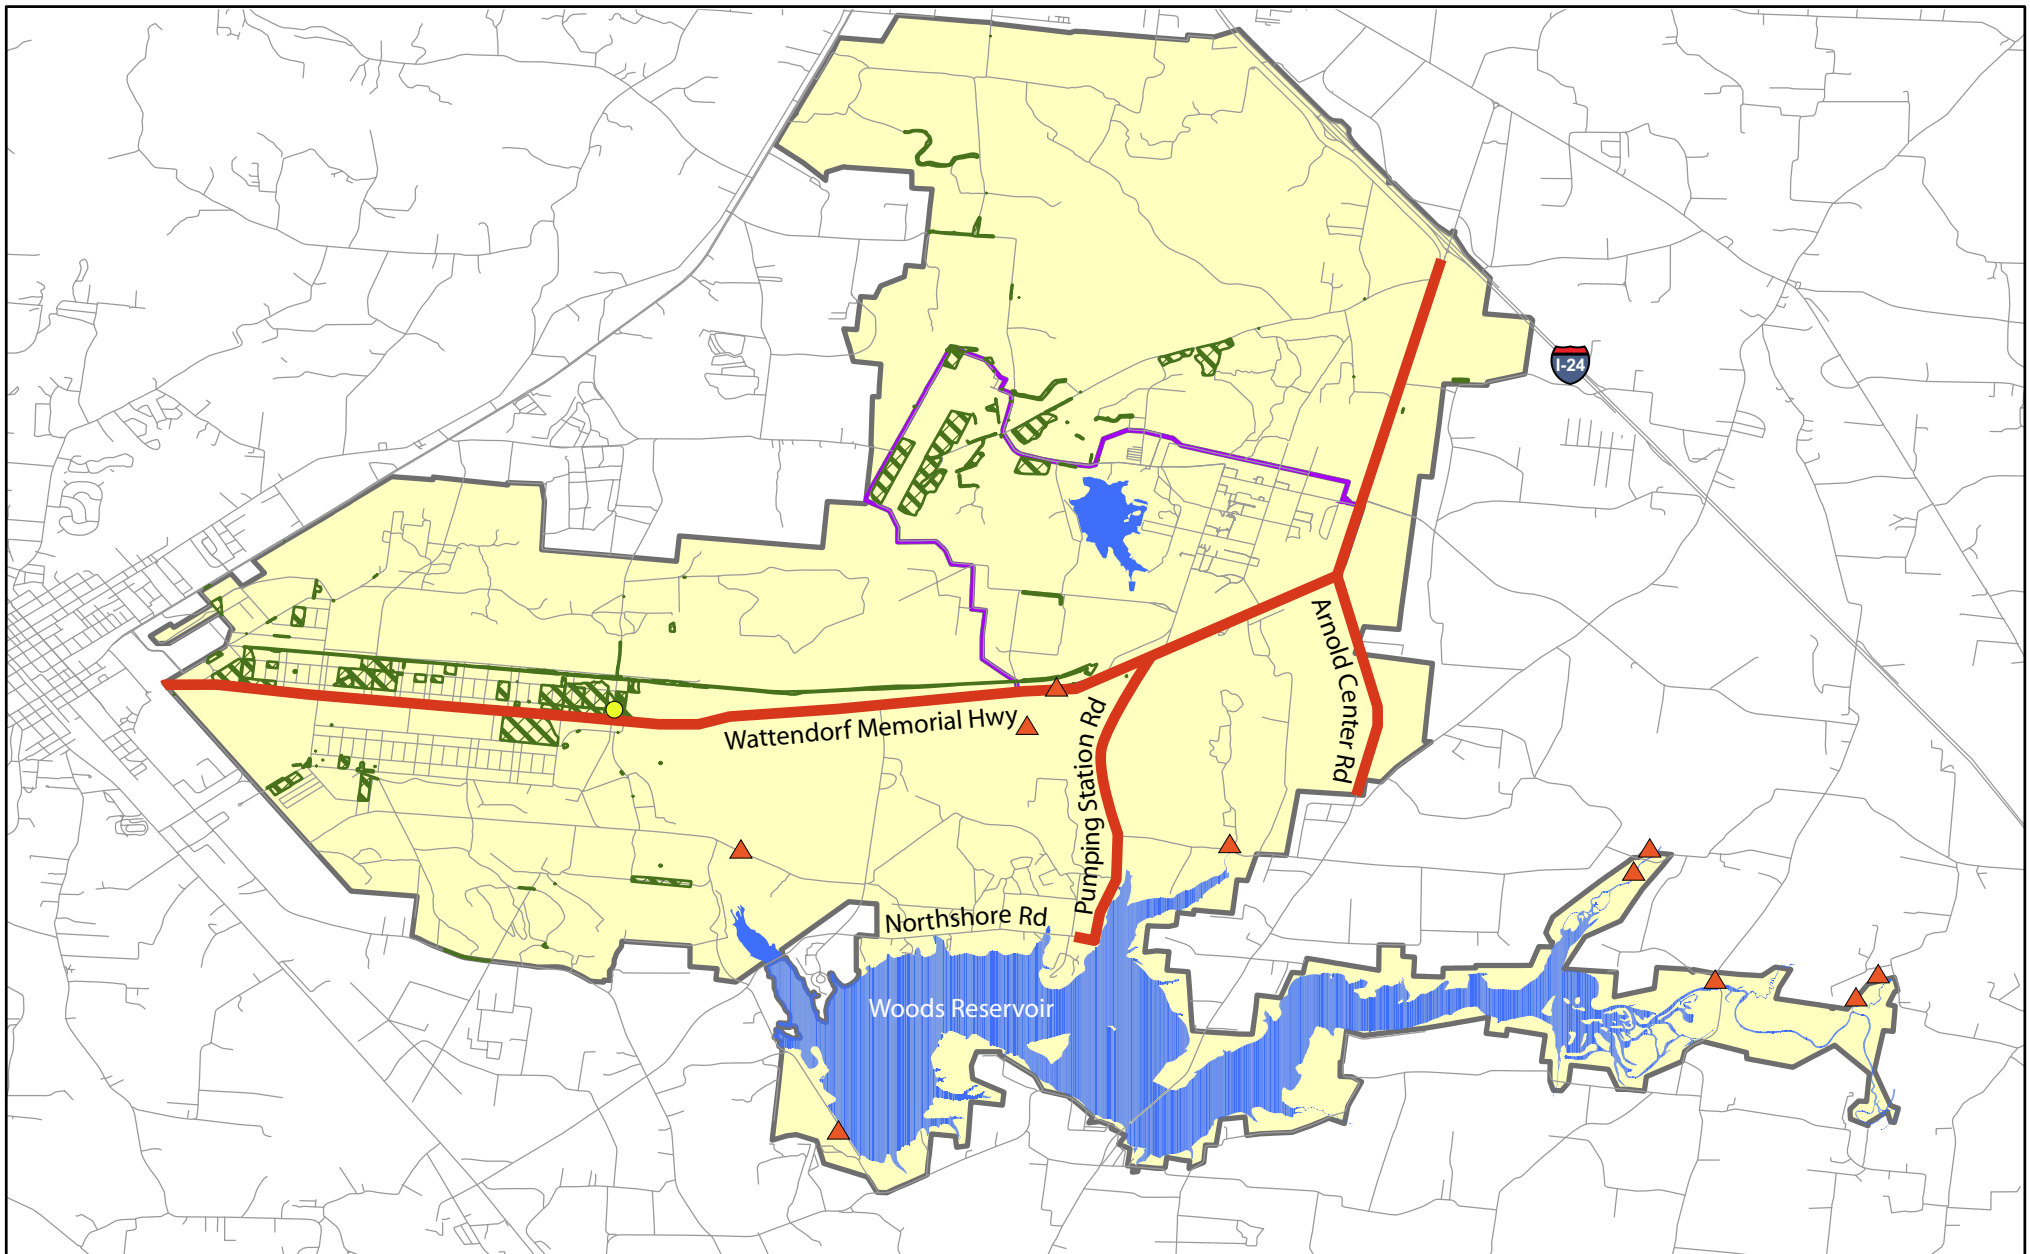 I-24
Arnold Center Rd
Wattendorf Memorial Hwy
Pumping Station Rd
Northshore Rd
Woods Reservoir